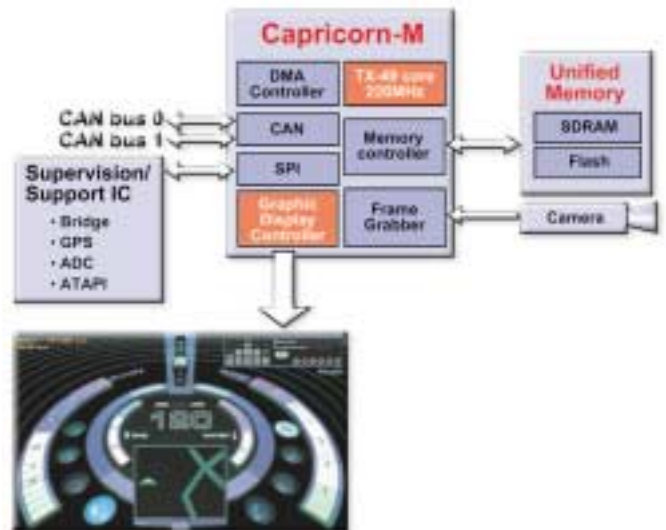 Capricorn-M
DMA
Controller
TX-49 core
200MHz
CAN bus 0
CAN bus 1
CAN
Memory
controller
SPI
Graphic
Display
Controller
Frame
Grabber
Unified
Memory
SDRAM
Flash
Camera
Supervision/
Support IC
• Bridge
• GPS
• ADC
• ATAPI
180